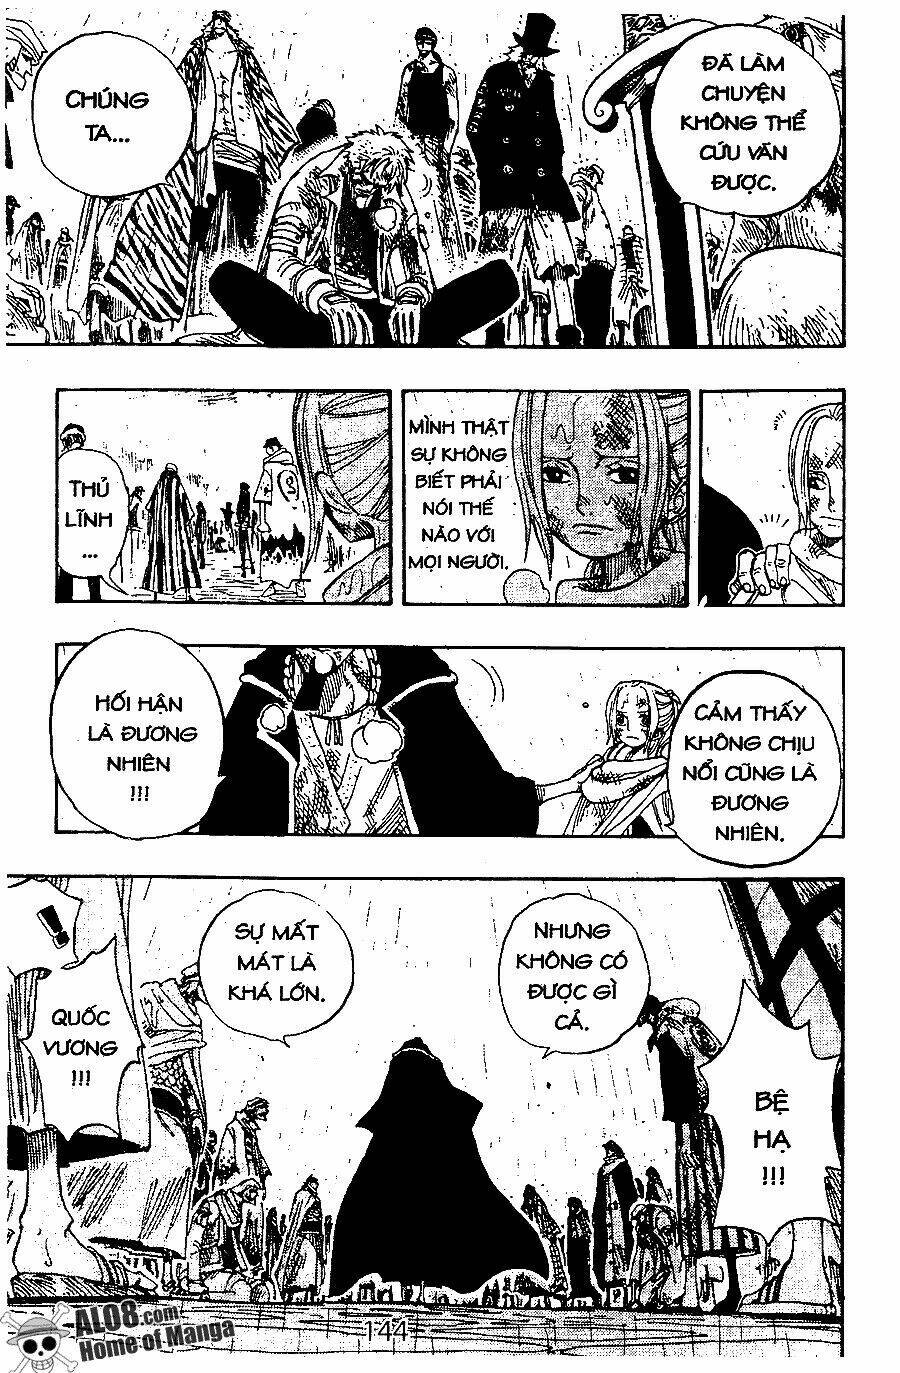 ĐÃ LÀM
CHUYỆN
KHÔNG THỂ
CỨU VÃN
ĐƯỢC.
CHÚNG
TA...
MÌNH THẬT
SỰ KHÔNG
BIẾT PHẢI
NÓI THẾ
NÀO VỚI
MỌI NGƯỜI.
THỦ
LĨNH
...
CẢM THẤY
KHÔNG CHỊU
NỔI CŨNG LÀ
ĐƯƠNG
NHIÊN.
HỐI HẬN
LÀ ĐƯƠNG
NHIÊN
!!!
BỆ
HẠ
!!!
NHƯNG
KHÔNG CÓ
ĐƯỢC GÌ
CẢ.
SỰ MẤT
MÁT LÀ
KHÁ LỚN.
!
QUỐC
VƯƠNG
!!!
144
ALO8.com
Home of Manga